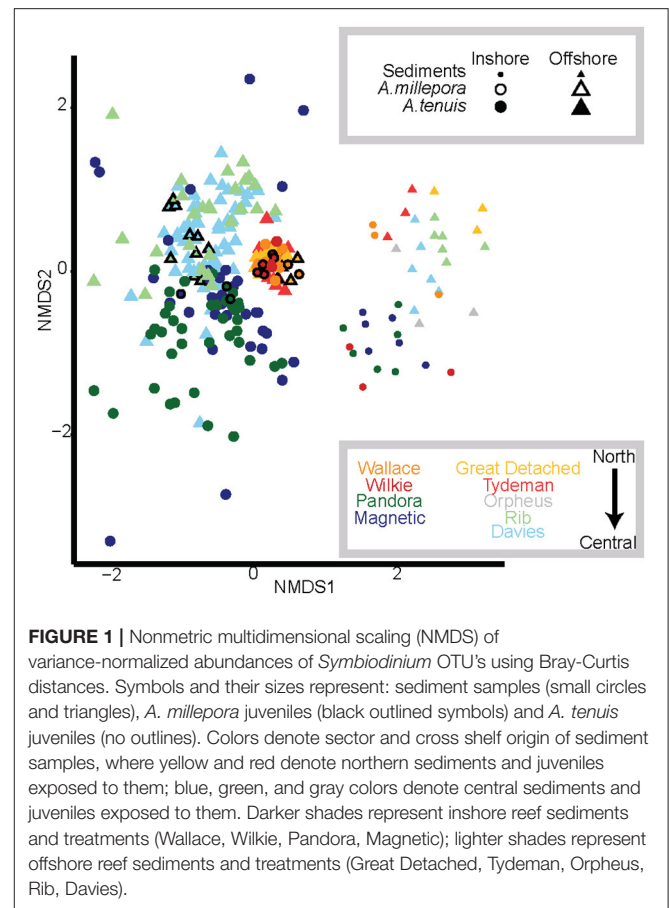 Inshore Offshore
Sediments
A.millepora
A.tenuis
2
0
−2
NMDS2
−2 0 2
NMDS1
Wallace Great Detached North
Wilkie Tydeman
Pandora Orpheus
Magnetic Rib
Davies Central
FIGURE 1 | Nonmetric multidimensional scaling (NMDS) of
variance-normalized abundances of Symbiodinium OTU's using Bray-Curtis
distances. Symbols and their sizes represent: sediment samples (small circles
and triangles), A. millepora juveniles (black outlined symbols) and A. tenuis
juveniles (no outlines). Colors denote sector and cross shelf origin of sediment
samples, where yellow and red denote northern sediments and juveniles
exposed to them; blue, green, and gray colors denote central sediments and
juveniles exposed to them. Darker shades represent inshore reef sediments
and treatments (Wallace, Wilkie, Pandora, Magnetic); lighter shades represent
offshore reef sediments and treatments (Great Detached, Tydeman, Orpheus,
Rib, Davies).